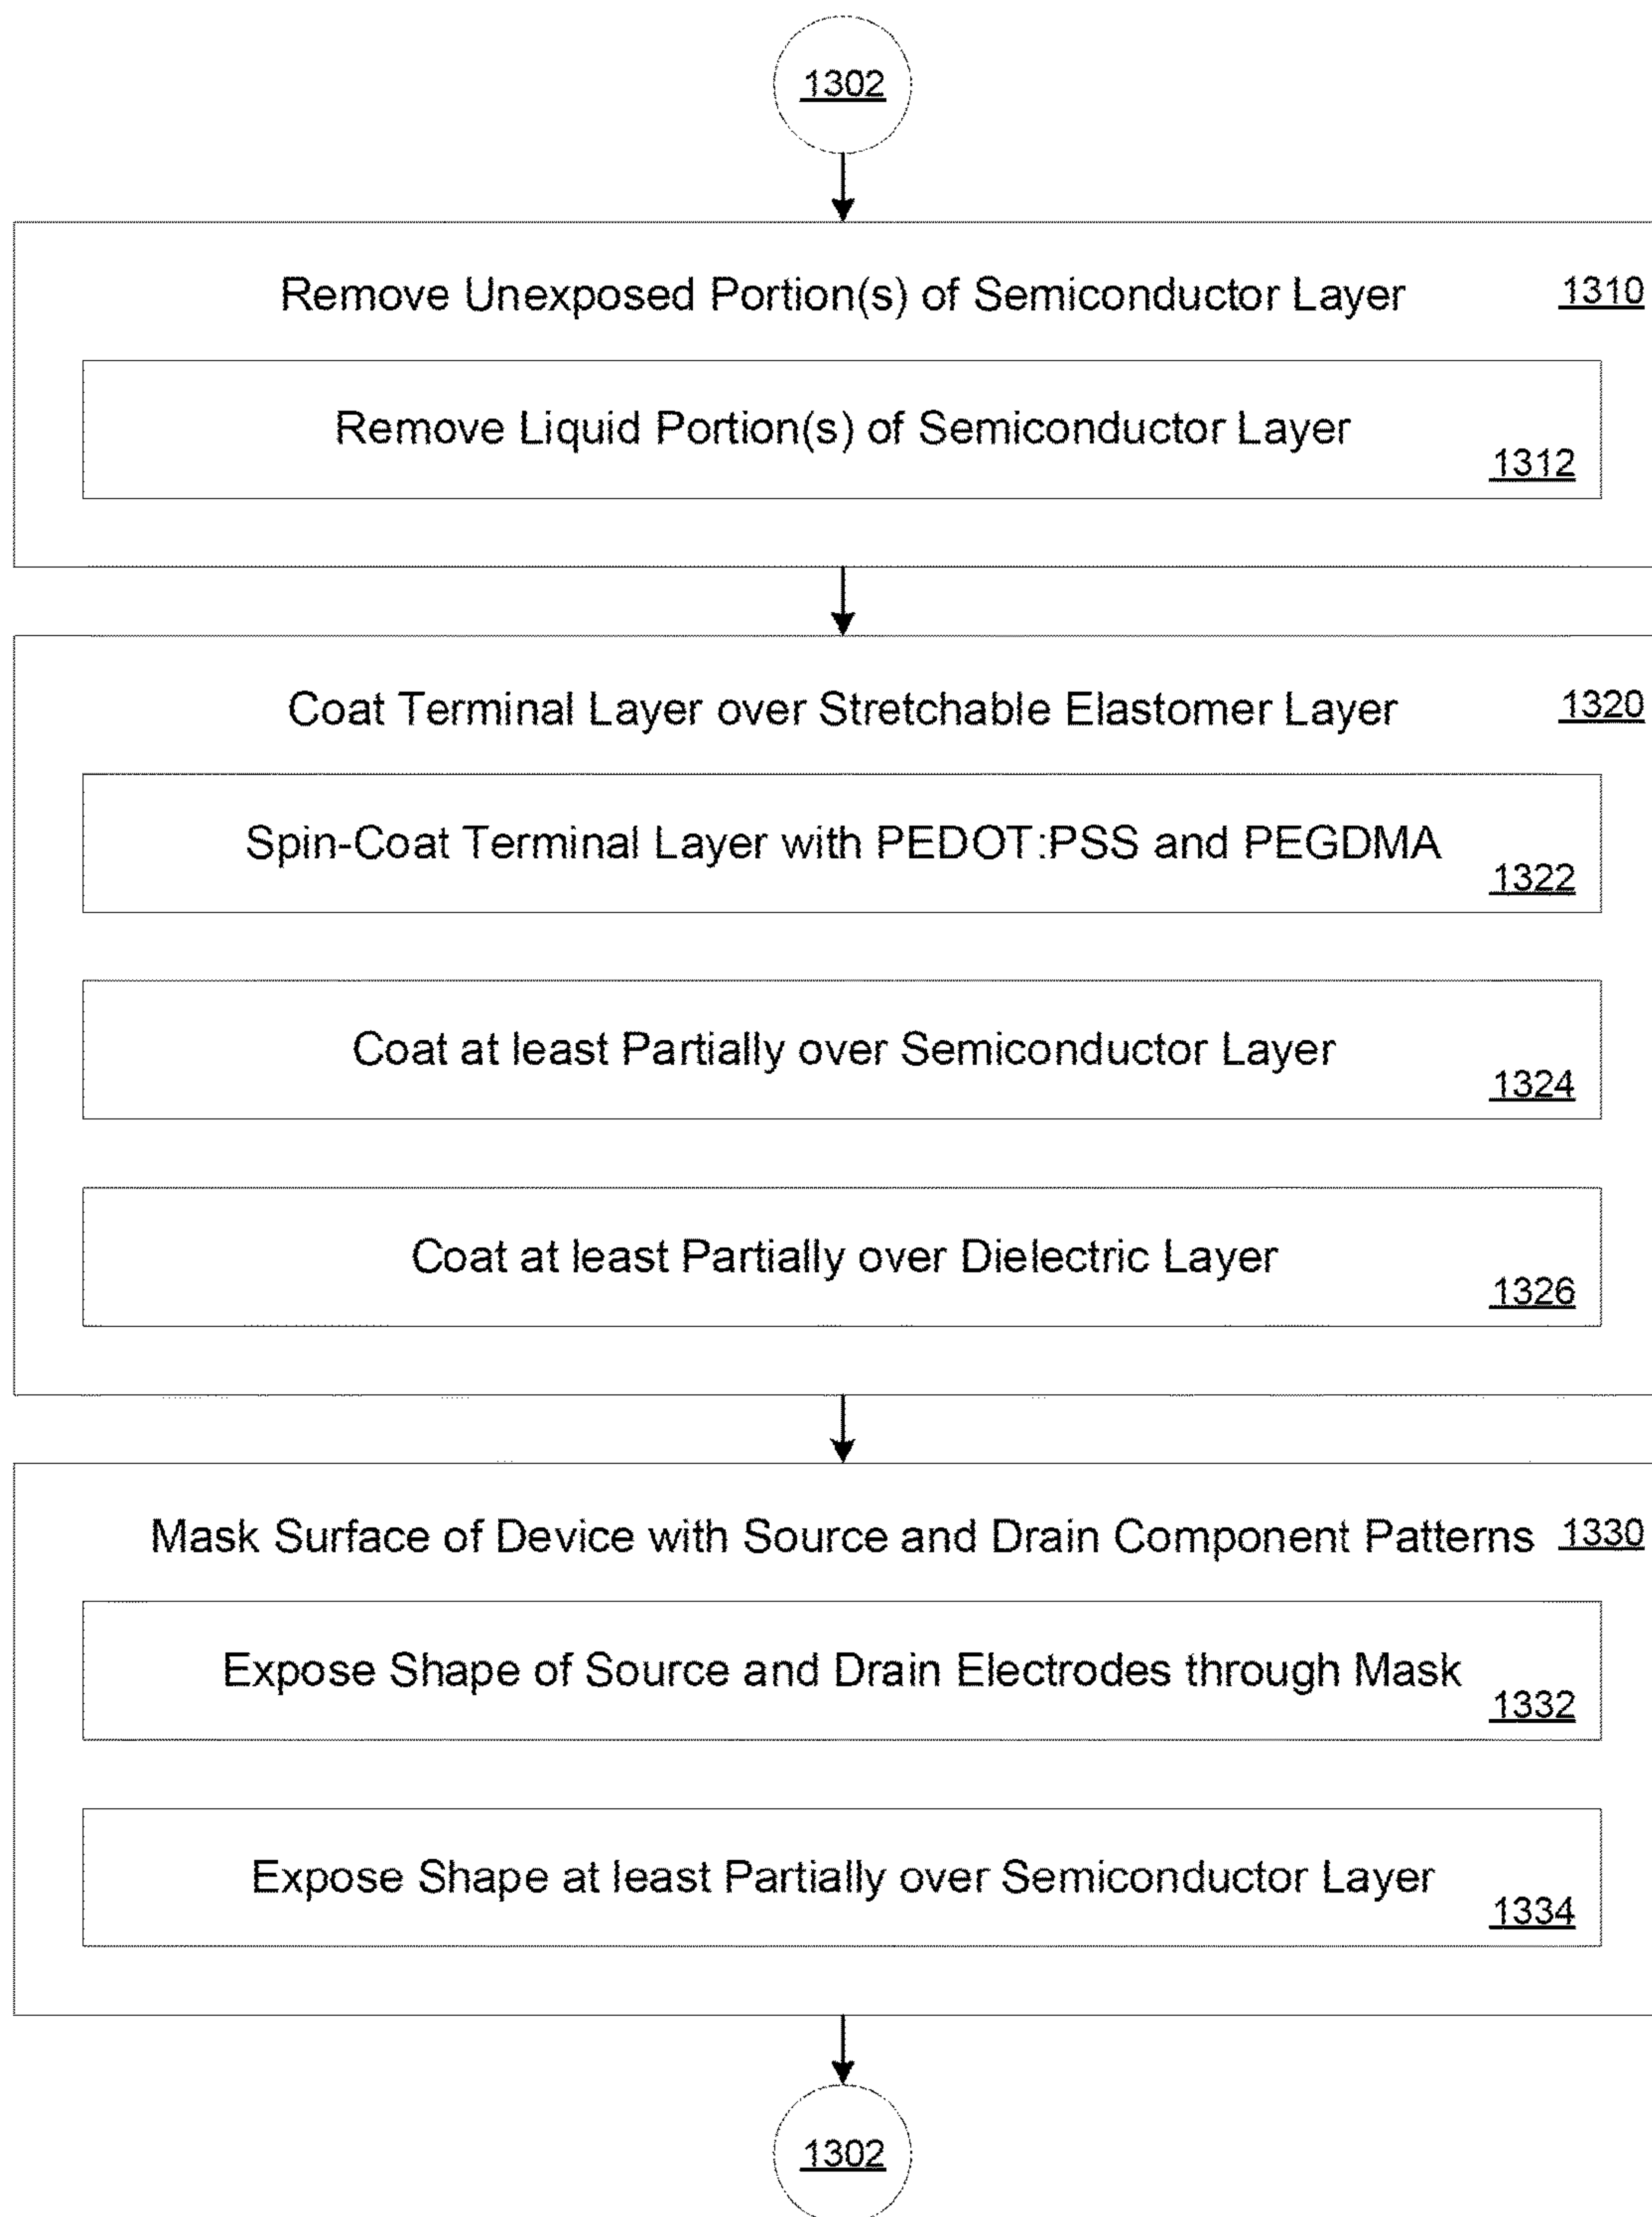 1302
Remove Unexposed Portion(s) of Semiconductor Layer 1310
Remove Liquid Portion(s) of Semiconductor Layer
1312
Coat Terminal Layer over Stretchable Elastomer Layer 1320
Spin-Coat Terminal Layer with PEDOT:PSS and PEGDMA
1322
Coat at least Partially over Semiconductor Layer
1324
Coat at least Partially over Dielectric Layer
1326
Mask Surface of Device with Source and Drain Component Patterns 1330
Expose Shape of Source and Drain Electrodes through Mask
1332
Expose Shape at least Partially over Semiconductor Layer
1334
1302